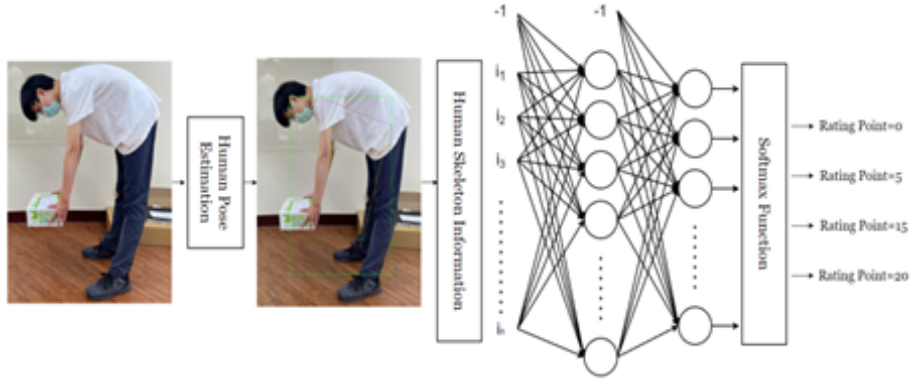 Human Pose
Estimation
Human Skeleton Information
-1
i1
i2
i3
in
-1
Softmax Function
Rating Point=0
Rating Point=5
Rating Point=15
Rating Point=20